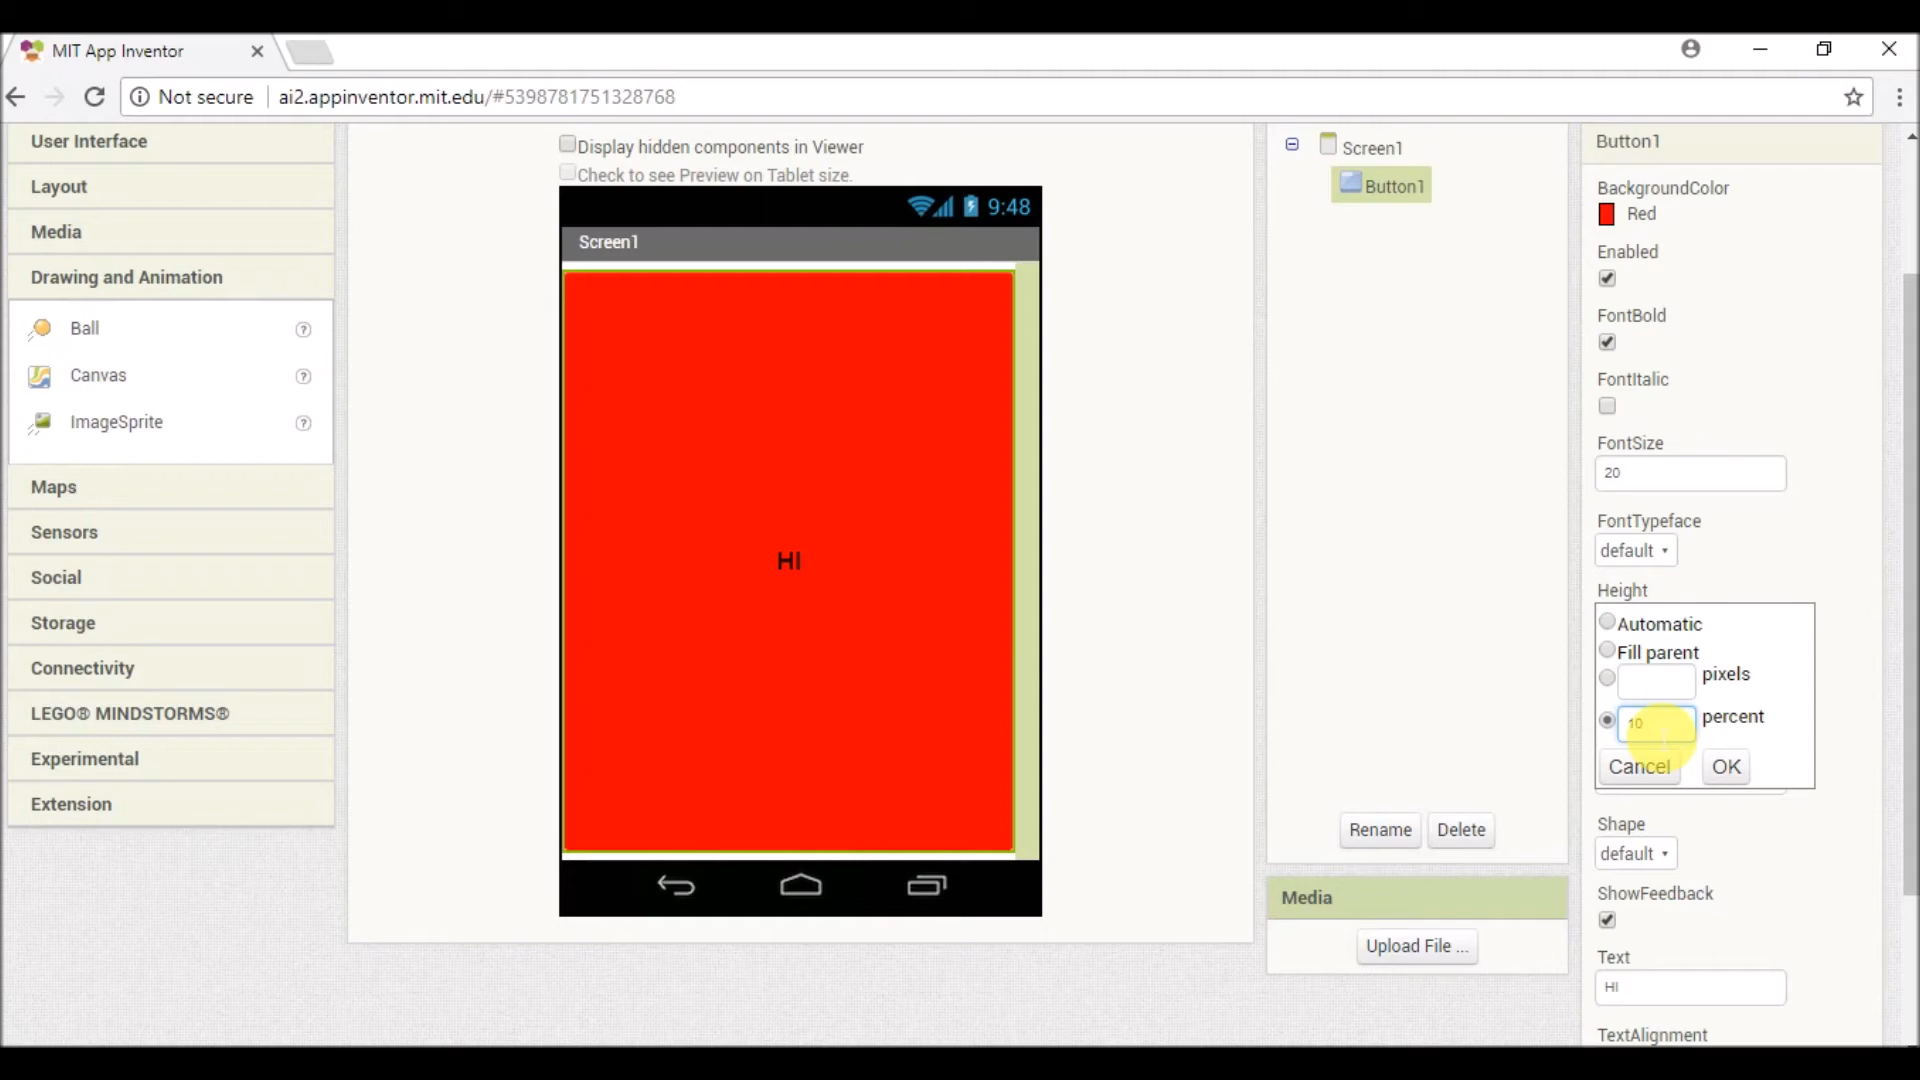 MIT App Inventor
Not secure
ai2.appinventor.mit.edu/#5398781751328768
User Interface
Layout
Media
Drawing and Animation
Ball
?
Canvas
?
ImageSprite
?
Maps
Sensors
Social
Storage
Connectivity
LEGO® MINDSTORMS®
Experimental
Extension
Display hidden components in Viewer
Check to see Preview on Tablet size.
9:48
Screen1
HI
Screen1
Button1
Rename
Delete
Media
Upload File ...
Button1
BackgroundColor
Red
Enabled
FontBold
FontItalic
FontSize
20
FontTypeface
default
Height
Automatic
Fill parent
pixels
10 percent
Cancel OK
Shape
default
ShowFeedback
Text
HI
TextAlignment